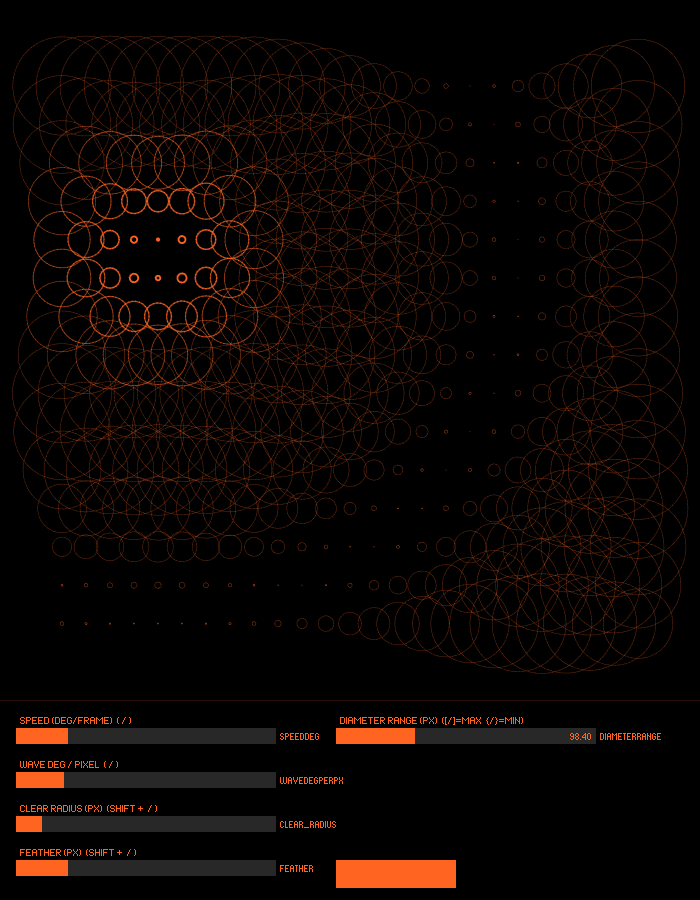 SPEED (DEG/FRAME) ( / )
SPEEDDEG
DIAMETER RANGE (PX) ([/]=MAX {/}=MIN)
98.40
DIAMETERRANGE
WAVE DEG / PIXEL ( / )
WAVEDEGPERPX
CLEAR RADIUS (PX) (SHIFT + / )
CLEAR_RADIUS
FEATHER (PX) (SHIFT + / )
FEATHER